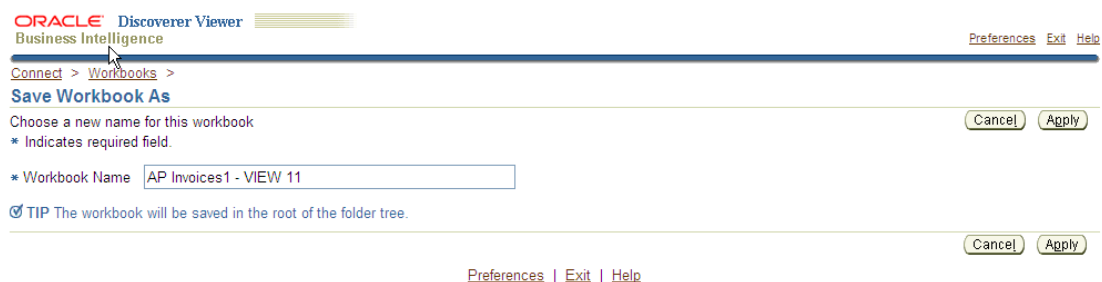 ORACLE Discoverer Viewer
Business Intelligence
Preferences Exit Help
Connect > Workbooks >
Save Workbook As
Choose a new name for this workbook
Cancel Apply
* Indicates required field.
* Workbook Name AP Invoices1 - VIEW 11
TIP The workbook will be saved in the root of the folder tree.
Cancel Apply
Preferences | Exit | Help